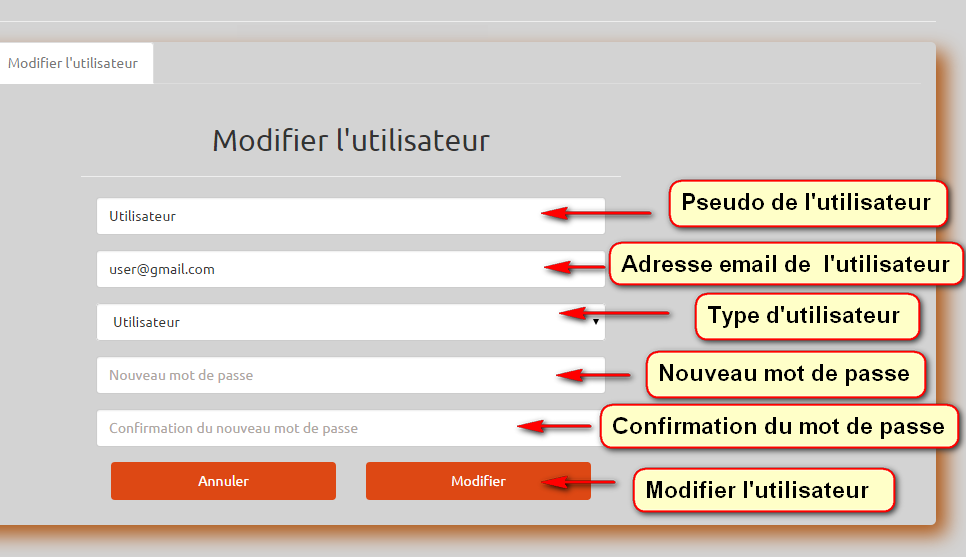 Modifier l'utilisateur
Modifier l'utilisateur
Utilisateur
Pseudo de l'utilisateur
user@gmail.com
Adresse email de l'utilisateur
Utilisateur
Type d'utilisateur
Nouveau mot de passe
Nouveau mot de passe
Confirmation du nouveau mot de passe
Confirmation du mot de passe
Annuler
Modifier
Modifier l'utilisateur